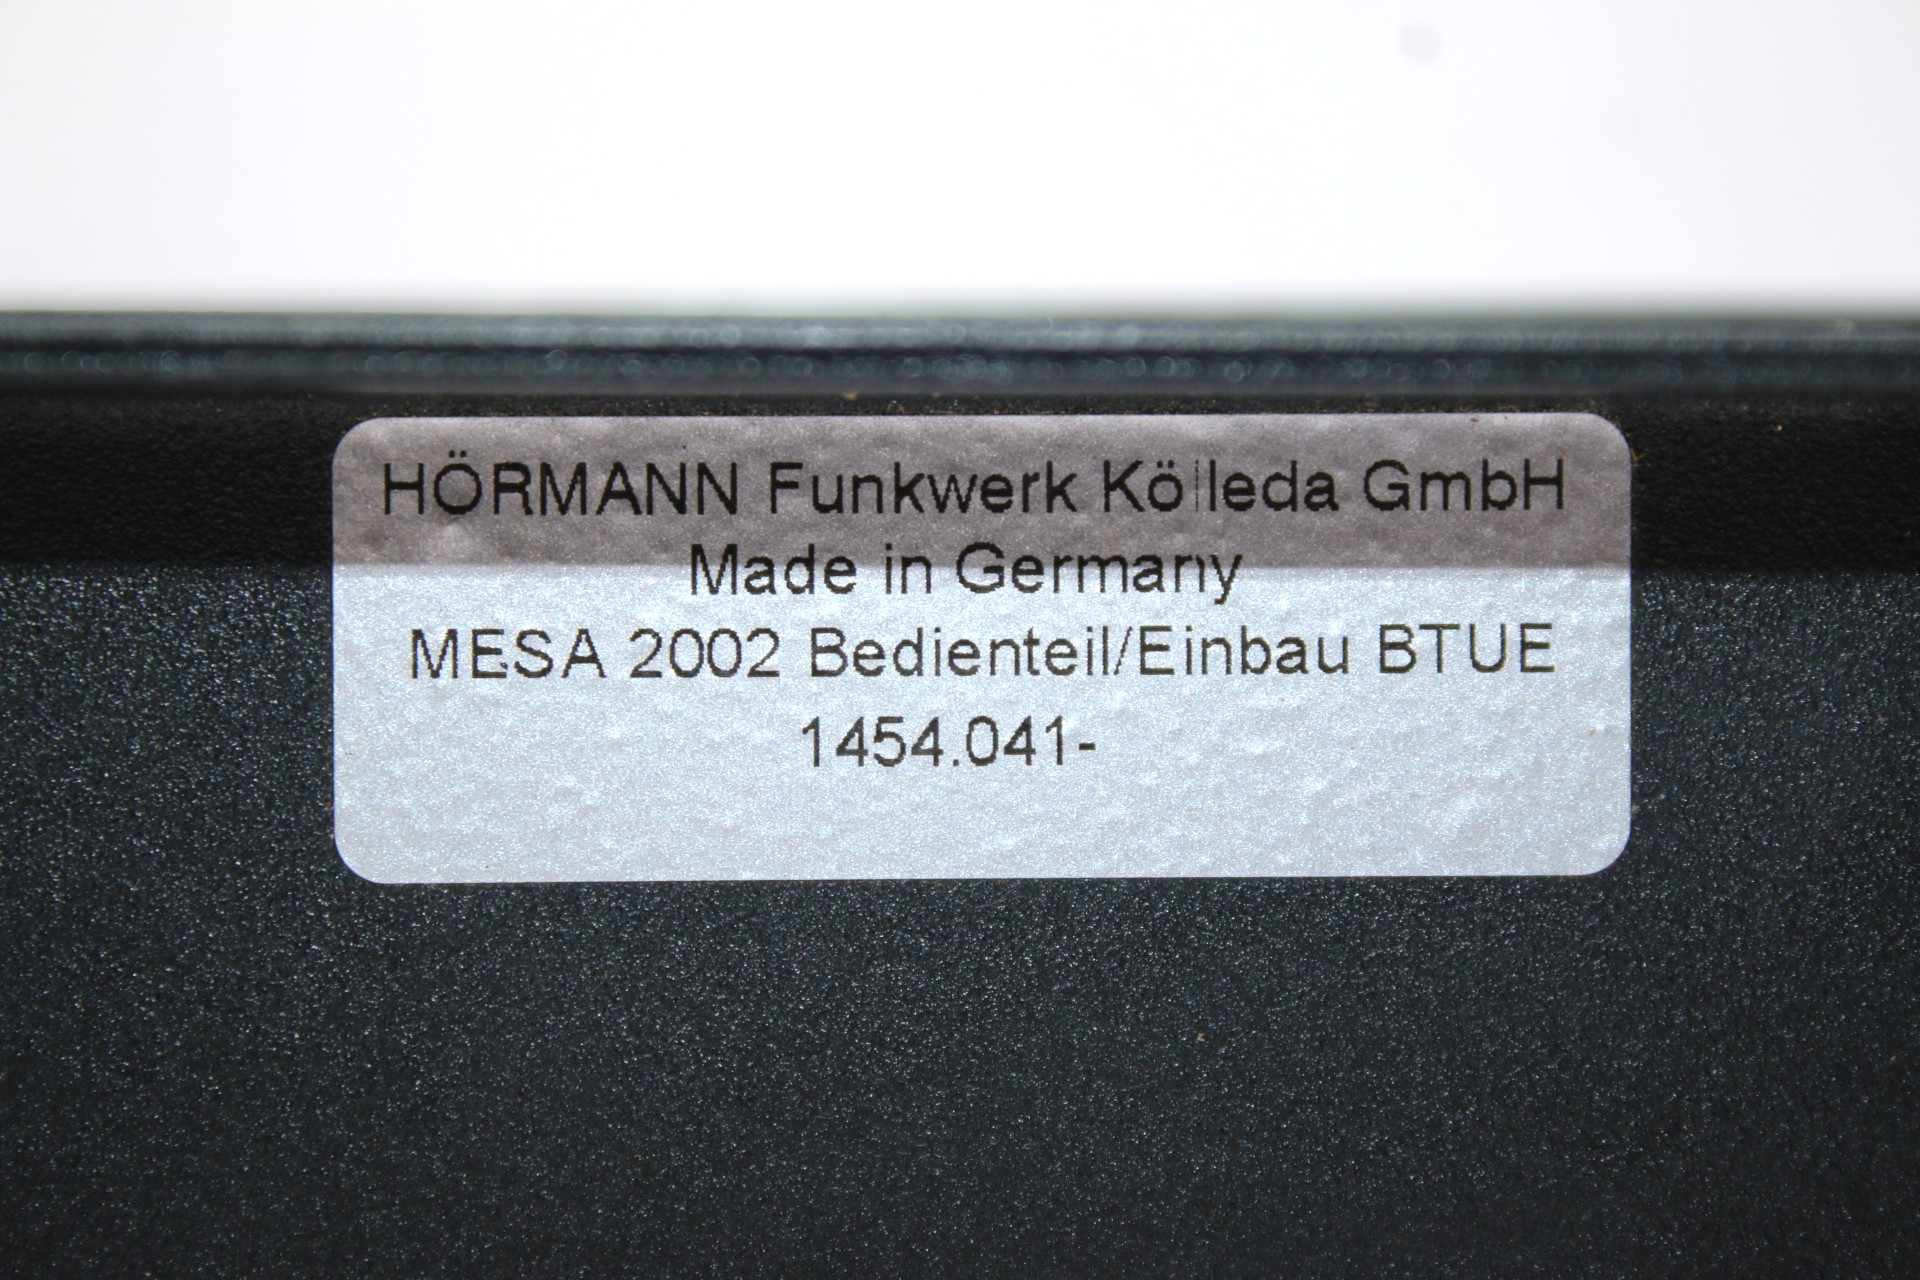 HÖRMANN Funkwerk Kölleda GmbH
Made in Germany
MESA 2002 Bedienteil/Einbau BTUE
1454.041-